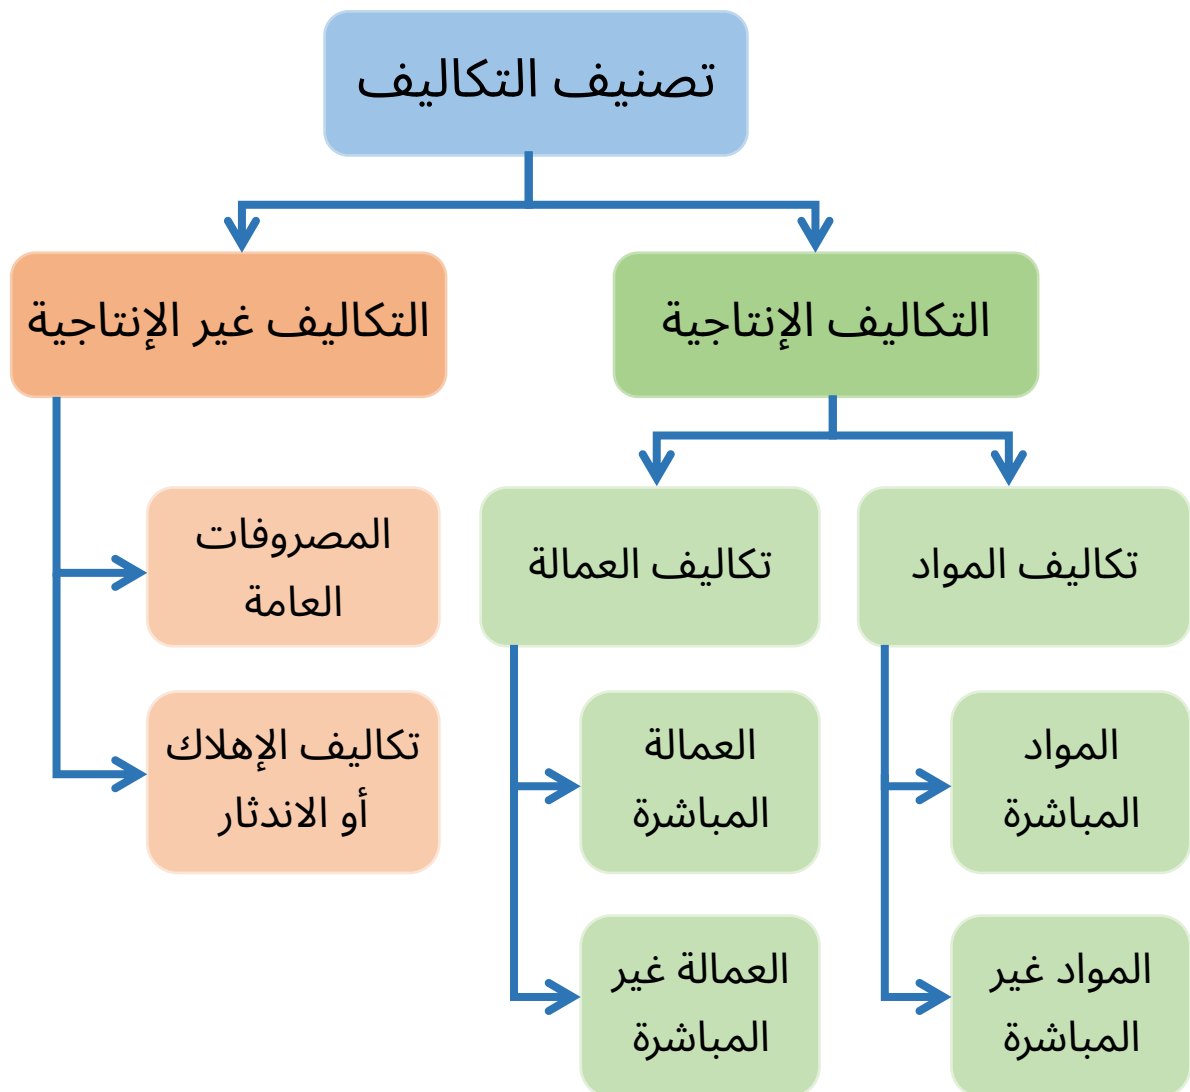 تصنيف التكاليف
التكاليف الإنتاجية
التكاليف غير الإنتاجية
تكاليف المواد
تكاليف العمالة
المصروفات
العامة
المواد
المباشرة
العمالة
المباشرة
تكاليف الإهلاك
أو الاندثار
المواد غير
المباشرة
العمالة غير
المباشرة